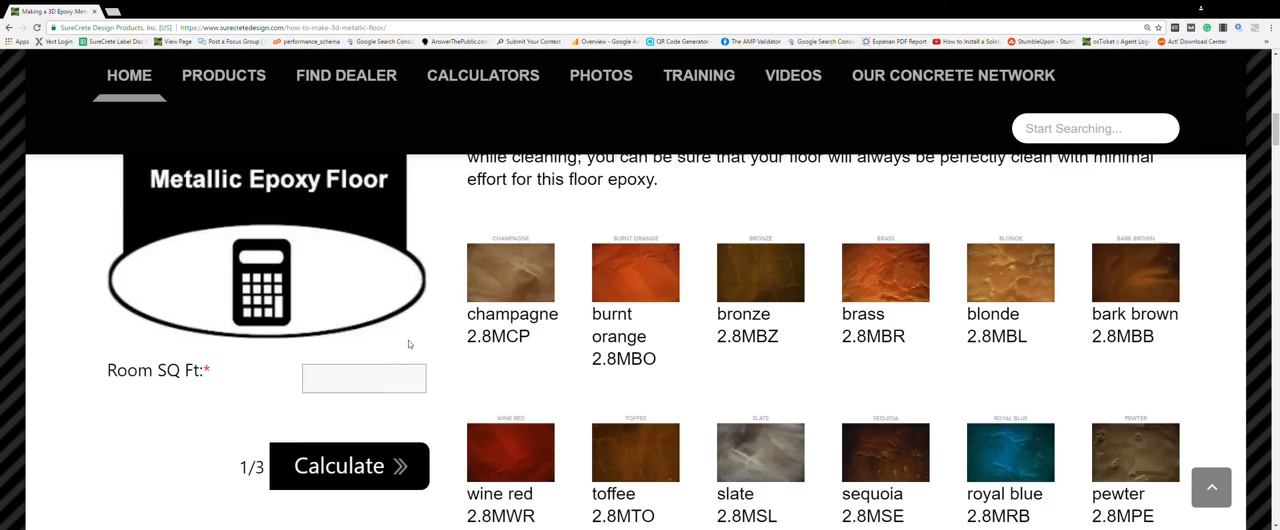 Making a 3D Epoxy Met
SureCrete Design Products, Inc. [US] https://www.surecretedesign.com/how-to-make-3d-metallic-floor/
Apps Yext Login SureCrete Label Doc View Page Post a Focus Group performance_schema Google Search Cons AnswerThePublic.com Submit Your Contest Overview - Google An QR Code Generator - The AMP Validator Google Search Conso Experian PDF Report How to Install a Sola StumbleUpon - Stum osTicket :: Agent Log Act! Download Center
HOME PRODUCTS FIND DEALER CALCULATORS PHOTOS TRAINING VIDEOS OUR CONCRETE NETWORK
Start Searching...
while cleaning; you can be sure that your floor will always be perfectly clean with minimal
effort for this floor epoxy.
Metallic Epoxy Floor
Room SQ Ft:*
1/3 Calculate
CHAMPAGNE BURNT ORANGE BRONZE BRASS BLONDE BARK BROWN
champagne burnt bronze brass blonde bark brown
2.8MCP orange 2.8MBZ 2.8MBR 2.8MBL 2.8MBB
2.8MBO
WINE RED TOFFEE SLATE SEQUOIA ROYAL BLUE PEWTER
wine red toffee slate sequoia royal blue pewter
2.8MWR 2.8MTO 2.8MSL 2.8MSE 2.8MRB 2.8MPE